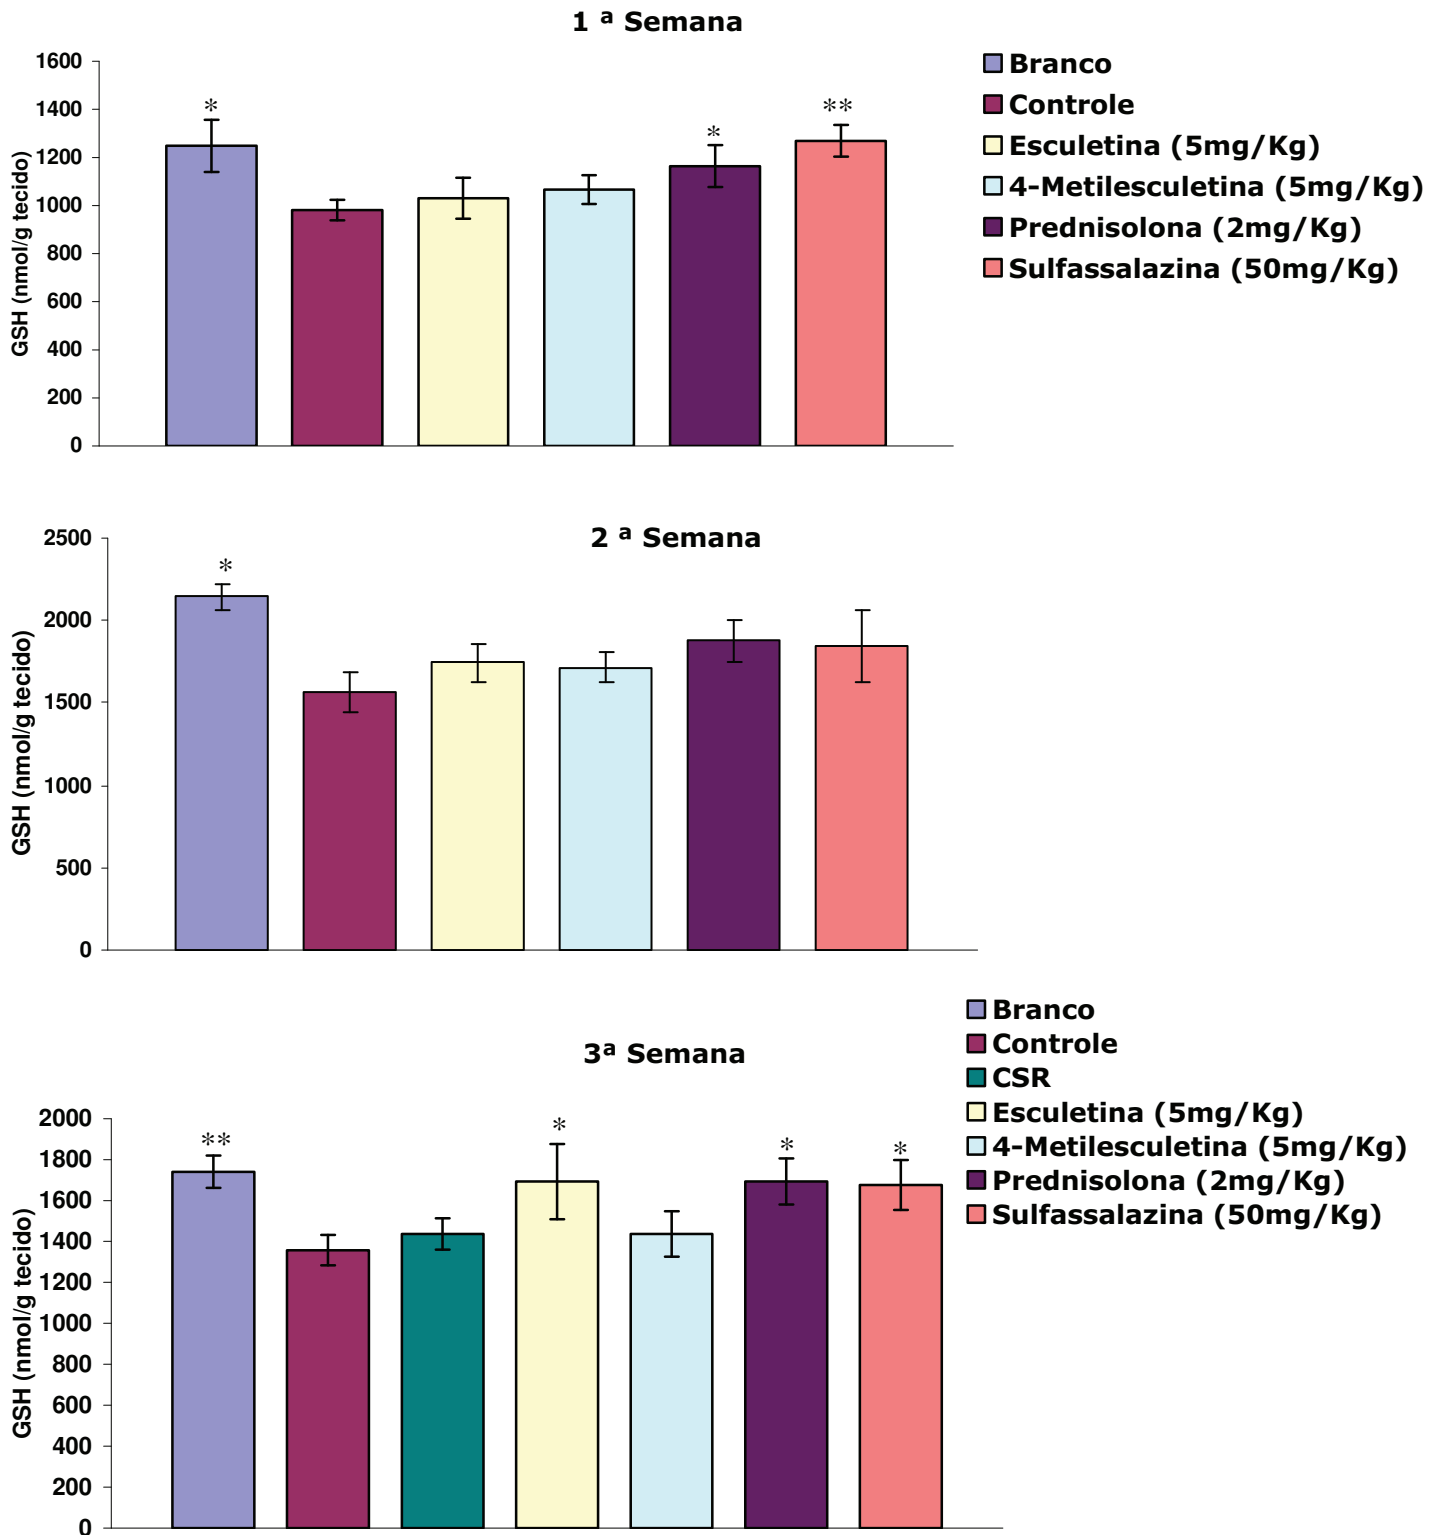 1 ª Semana
GSH (nmol/g tecido)
1600
1400
1200
1000
800
600
400
200
0
*
*
**
Branco
Controle
Esculetina (5mg/Kg)
4-Metilesculetina (5mg/Kg)
Prednisolona (2mg/Kg)
Sulfassalazina (50mg/Kg)
2 ª Semana
GSH (nmol/g tecido)
2500
2000
1500
1000
500
0
*
3ª Semana
GSH (nmol/g tecido)
2000
1800
1600
1400
1200
1000
800
600
400
200
0
**
*
*
*
Branco
Controle
CSR
Esculetina (5mg/Kg)
4-Metilesculetina (5mg/Kg)
Prednisolona (2mg/Kg)
Sulfassalazina (50mg/Kg)